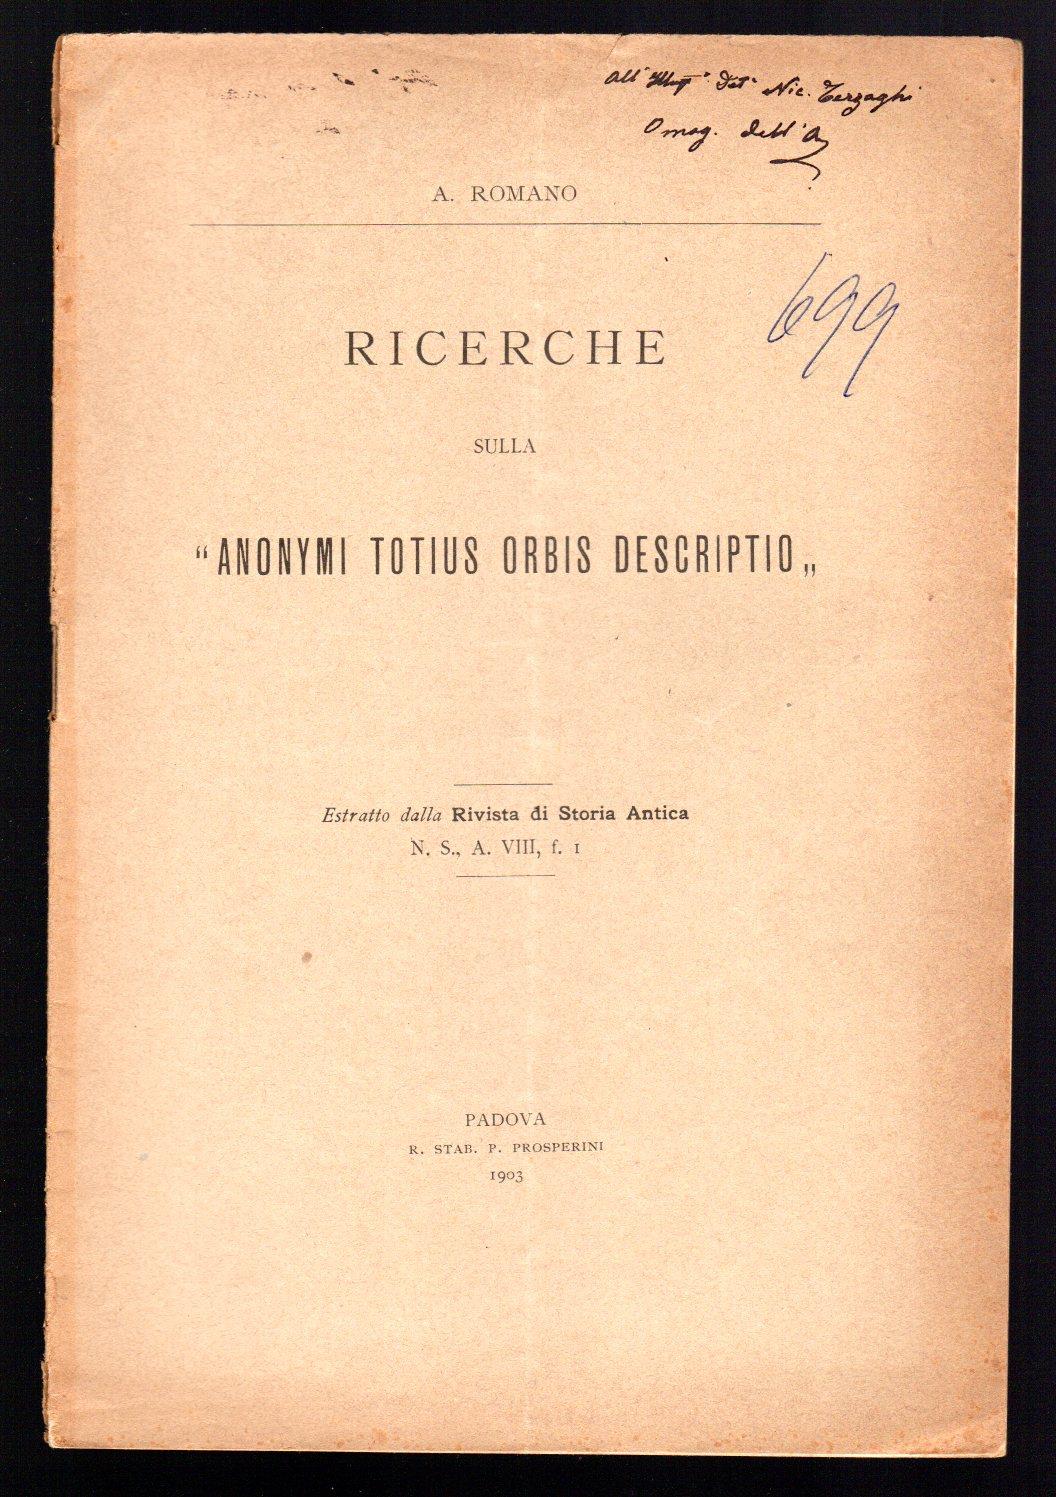 All' Ill.mo Dott. Nic. Terzaghi
Omag. dell'A
A. ROMANO
699
RICERCHE
SULLA
“ANONYMI TOTIUS ORBIS DESCRIPTIO„
Estratto dalla Rivista di Storia Antica
N. S., A. VIII, f. 1
PADOVA
R. STAB. P. PROSPERINI
1903